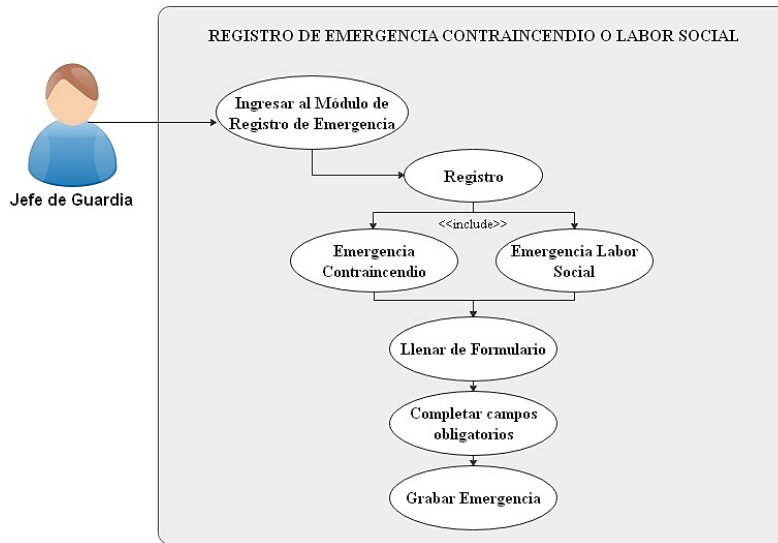 REGISTRO DE EMERGENCIA CONTRAINCENDIO O LABOR SOCIAL
Ingresar al Módulo de
Registro de Emergencia
Jefe de Guardia
Registro
<<include>>
Emergencia
Contraincendio
Emergencia Labor
Social
Llenar de Formulario
Completar campos
obligatorios
Grabar Emergencia